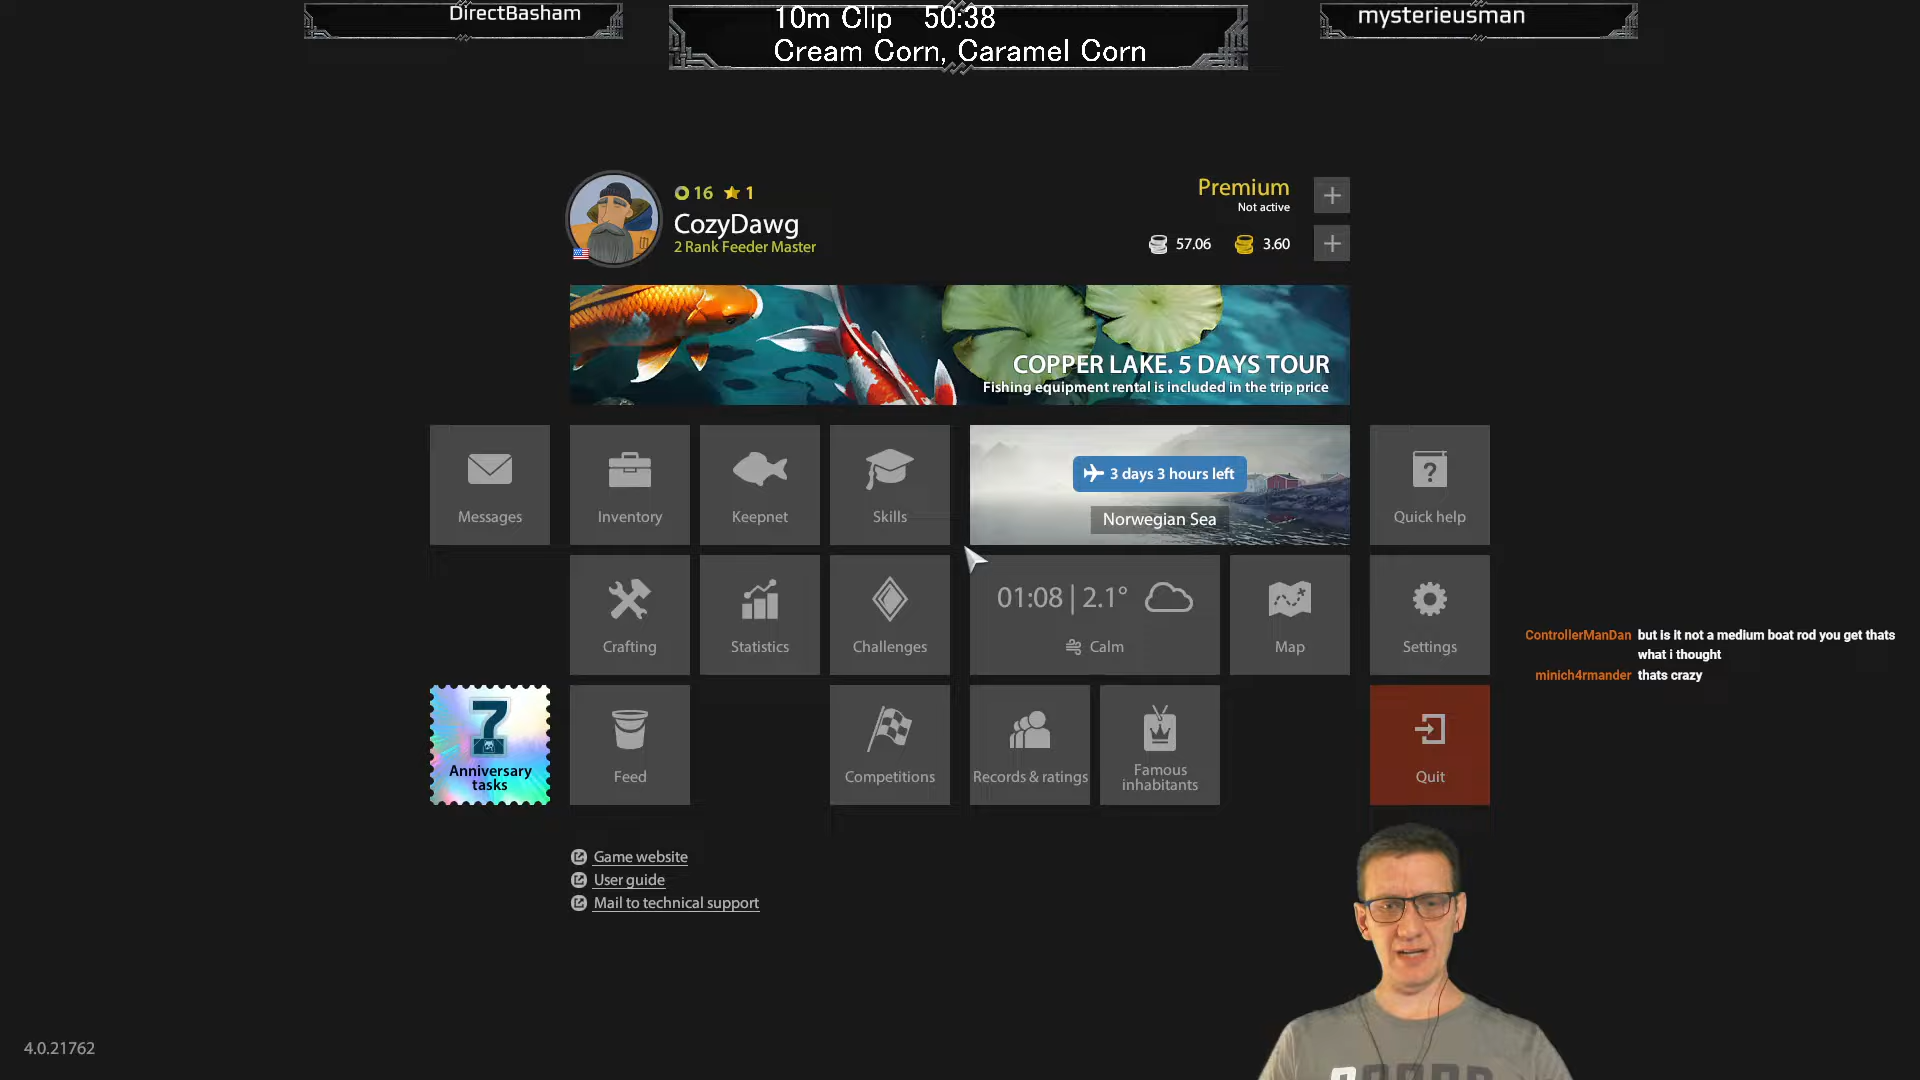 DirectBasham
10m Clip 50:38
Cream Corn, Caramel Corn
mysterieusman
16 1
CozyDawg
2 Rank Feeder Master
Premium
Not active
57.06 3.60
COPPER LAKE. 5 DAYS TOUR
Fishing equipment rental is included in the trip price
Messages
Inventory
Keepnet
Skills
3 days 3 hours left
Norwegian Sea
Quick help
Crafting
Statistics
Challenges
01:08 | 2.1°
Calm
Map
Settings
ControllerManDan but is it not a medium boat rod you get thats
what i thought
minich4rmander thats crazy
7
Anniversary
tasks
Feed
Competitions
Records & ratings
Famous
inhabitants
Quit
Game website
User guide
Mail to technical support
4.0.21762